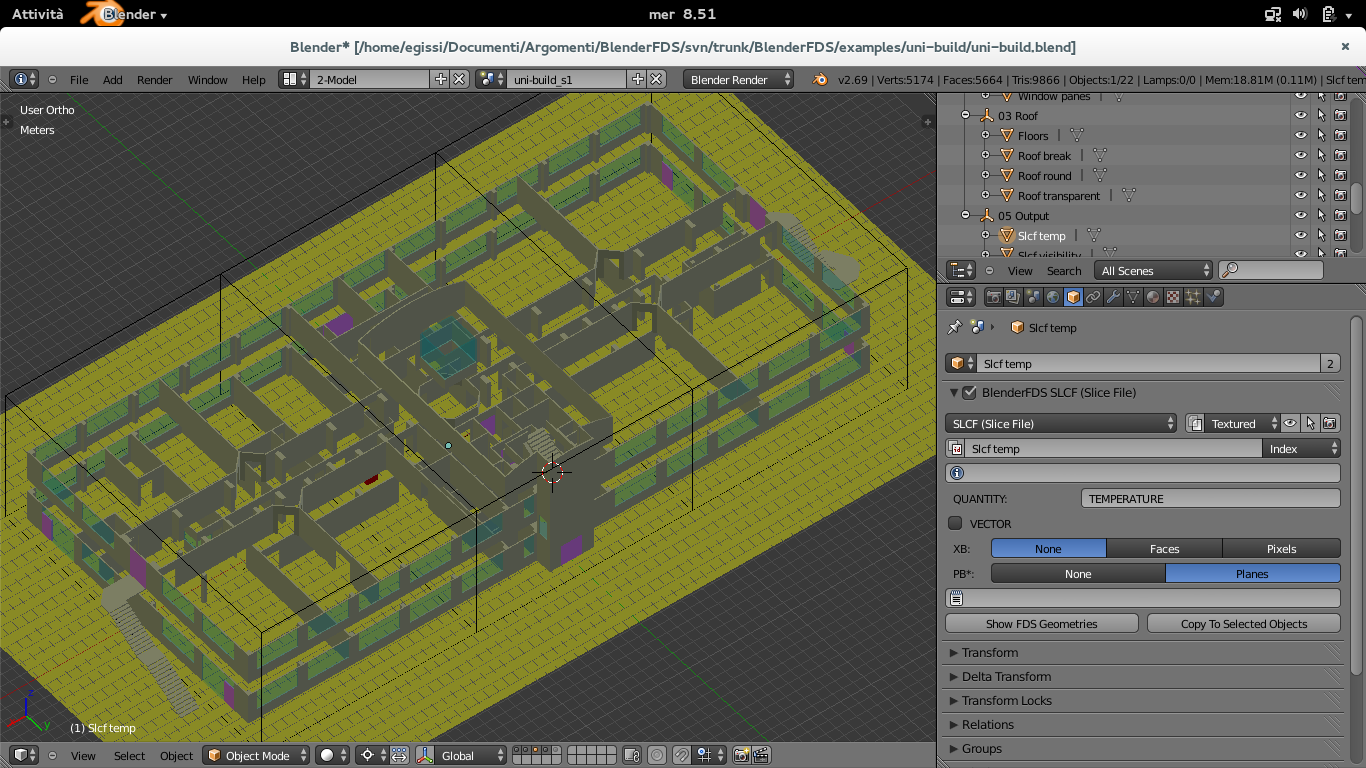 Attività Blender mer 8.51
Blender* [/home/egissi/Documenti/Argomenti/BlenderFDS/svn/trunk/BlenderFDS/examples/uni-build/uni-build.blend]
File Add Render Window Help 2-Model uni-build_s1 Blender Render v2.69 | Verts:5174 | Faces:5664 | Tris:9866 | Objects:1/22 | Lamps:0/0 | Mem:18.81M (0.11M) | Slcf tem
User Ortho
Meters
Window panes
03 Roof
Floors
Roof break
Roof round
Roof transparent
05 Output
Slcf temp
Slcf visibility
View Search All Scenes
Slcf temp
Slcf temp 2
BlenderFDS SLCF (Slice File)
SLCF (Slice File) Textured
Slcf temp Index
QUANTITY: TEMPERATURE
VECTOR
XB: None Faces Pixels
PB*: None Planes
Show FDS Geometries Copy To Selected Objects
Transform
Delta Transform
Transform Locks
Relations
Groups
z
y
(1) Slcf temp
View Select Object Object Mode Global